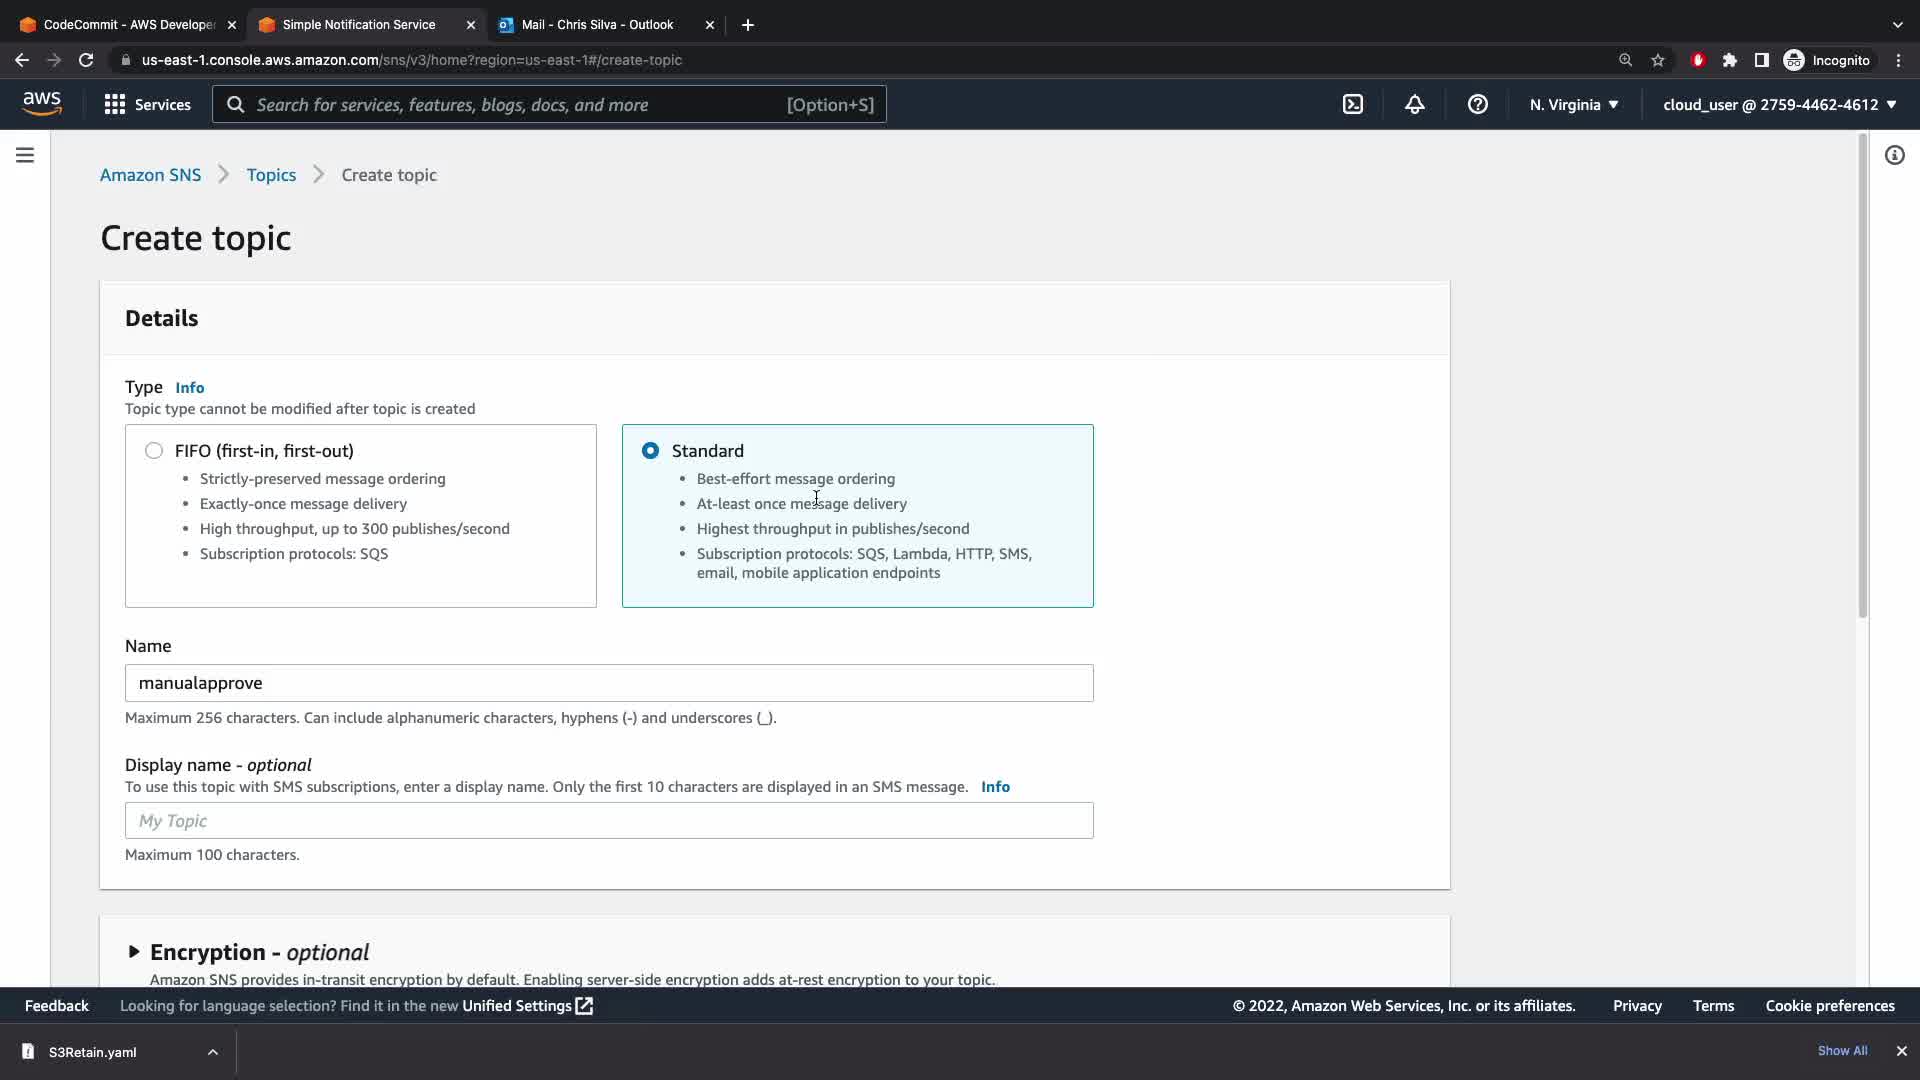 CodeCommit - AWS Develope
Simple Notification Service
Mail - Chris Silva - Outlook
us-east-1.console.aws.amazon.com/sns/v3/home?region=us-east-1#/create-topic
Incognito
aws
Services
Search for services, features, blogs, docs, and more
[Option+S]
N. Virginia
cloud_user @ 2759-4462-4612
Amazon SNS
Topics
Create topic
Create topic
Details
Type Info
Topic type cannot be modified after topic is created
FIFO (first-in, first-out)
• Strictly-preserved message ordering
• Exactly-once message delivery
• High throughput, up to 300 publishes/second
• Subscription protocols: SQS
Standard
• Best-effort message ordering
• At-least once message delivery
• Highest throughput in publishes/second
• Subscription protocols: SQS, Lambda, HTTP, SMS,
email, mobile application endpoints
Name
manualapprove
Maximum 256 characters. Can include alphanumeric characters, hyphens (-) and underscores (_).
Display name - optional
To use this topic with SMS subscriptions, enter a display name. Only the first 10 characters are displayed in an SMS message. Info
My Topic
Maximum 100 characters.
Encryption - optional
Amazon SNS provides in-transit encryption by default. Enabling server-side encryption adds at-rest encryption to your topic.
Feedback
Looking for language selection? Find it in the new Unified Settings
© 2022, Amazon Web Services, Inc. or its affiliates.
Privacy
Terms
Cookie preferences
S3Retain.yaml
Show All